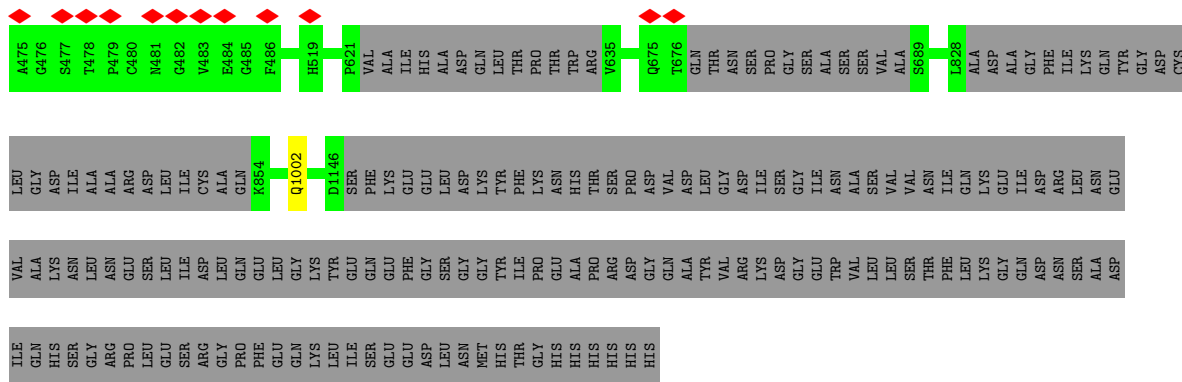 A475 G476 S477 T478 P479 C480 N481 G482 V483 E484 G485 F486 H519 P621 VAL ALA ILE HIS ALA ASP GLN LEU THR PRO THR TRP ARG V635 Q675 T676 GLN THR ASN SER PRO GLY SER ALA SER SER VAL ALA S689 L828 ALA ASP ALA GLY PHE ILE LYS GLN TYR GLY ASP CYS
LEU GLY ASP ILE ALA ALA ARG ASP LEU ILE CYS ALA GLN K854 Q1002 D1146 SER PHE LYS GLU GLU LEU ASP LYS TYR PHE LYS ASN HIS THR SER PRO ASP VAL ASP LEU GLY ASP ILE SER GLY ILE ASN ALA SER VAL VAL ASN ILE GLN LYS GLU ILE ASP ARG LEU ASN GLU
VAL ALA LYS ASN LEU ASN GLU SER LEU ILE ASP LEU GLN GLU LEU GLY LYS TYR GLU GLN GLU PHE GLY SER GLY GLY TYR ILE PRO GLU ALA PRO ARG ASP GLY GLN ALA TYR VAL ARG LYS ASP GLY GLU TRP VAL LEU LEU SER THR PHE LEU LYS GLY GLN ASP ASN SER ALA ASP
ILE GLN HIS SER GLY ARG PRO LEU GLU SER ARG GLY PRO PHE GLU GLN LYS LEU ILE SER GLU GLU ASP LEU ASN MET HIS THR GLY HIS HIS HIS HIS HIS HIS